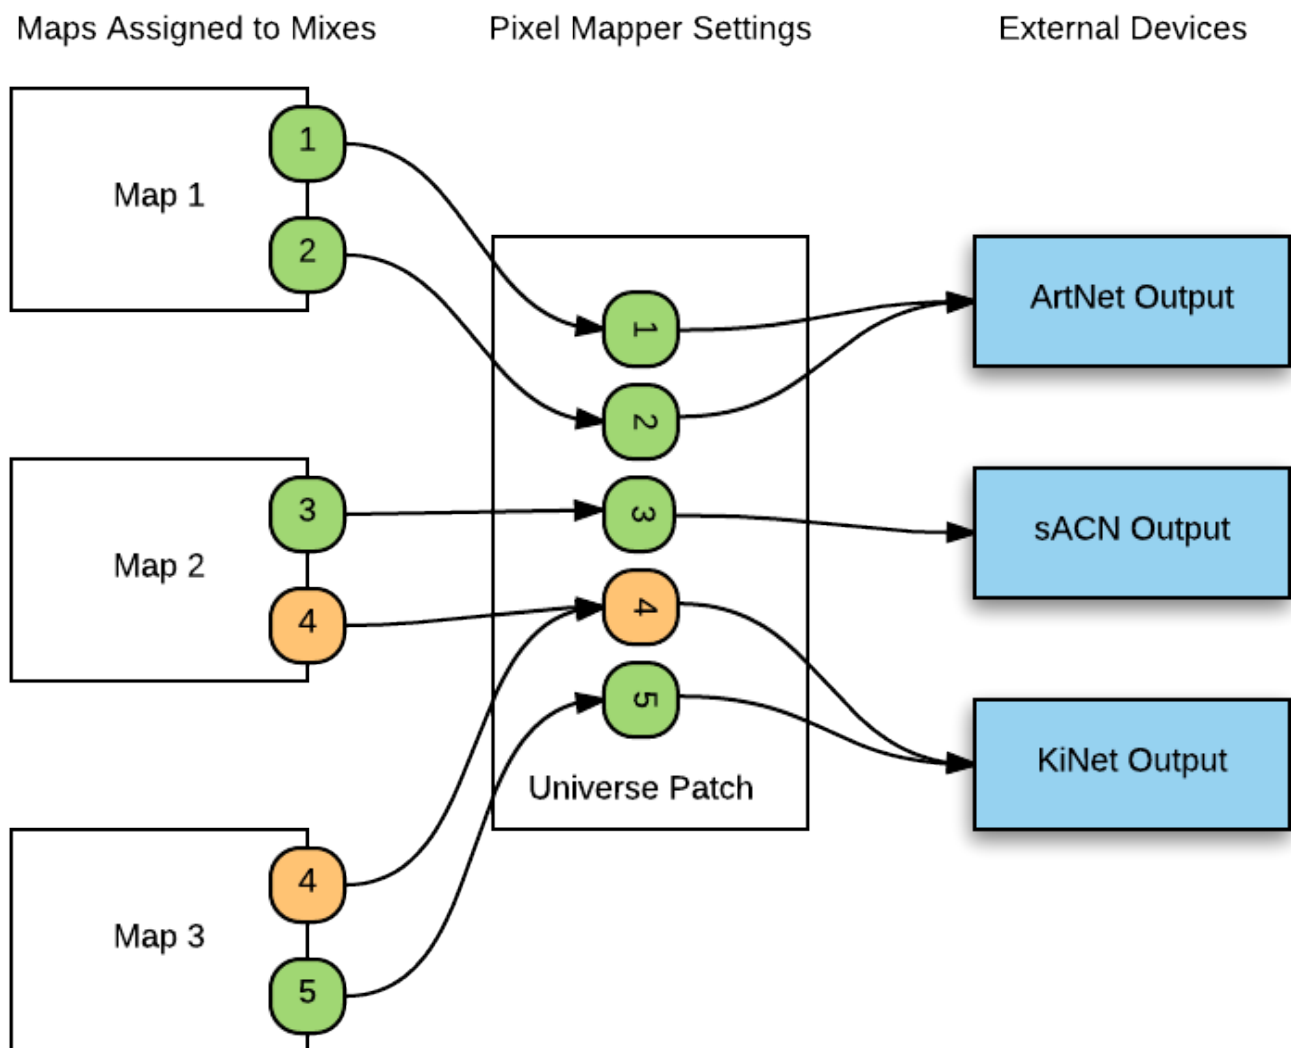 Maps Assigned to Mixes
Pixel Mapper Settings
External Devices
Map 1
1
2
Map 2
3
4
Map 3
4
5
1
2
3
4
5
Universe Patch
ArtNet Output
sACN Output
KiNet Output